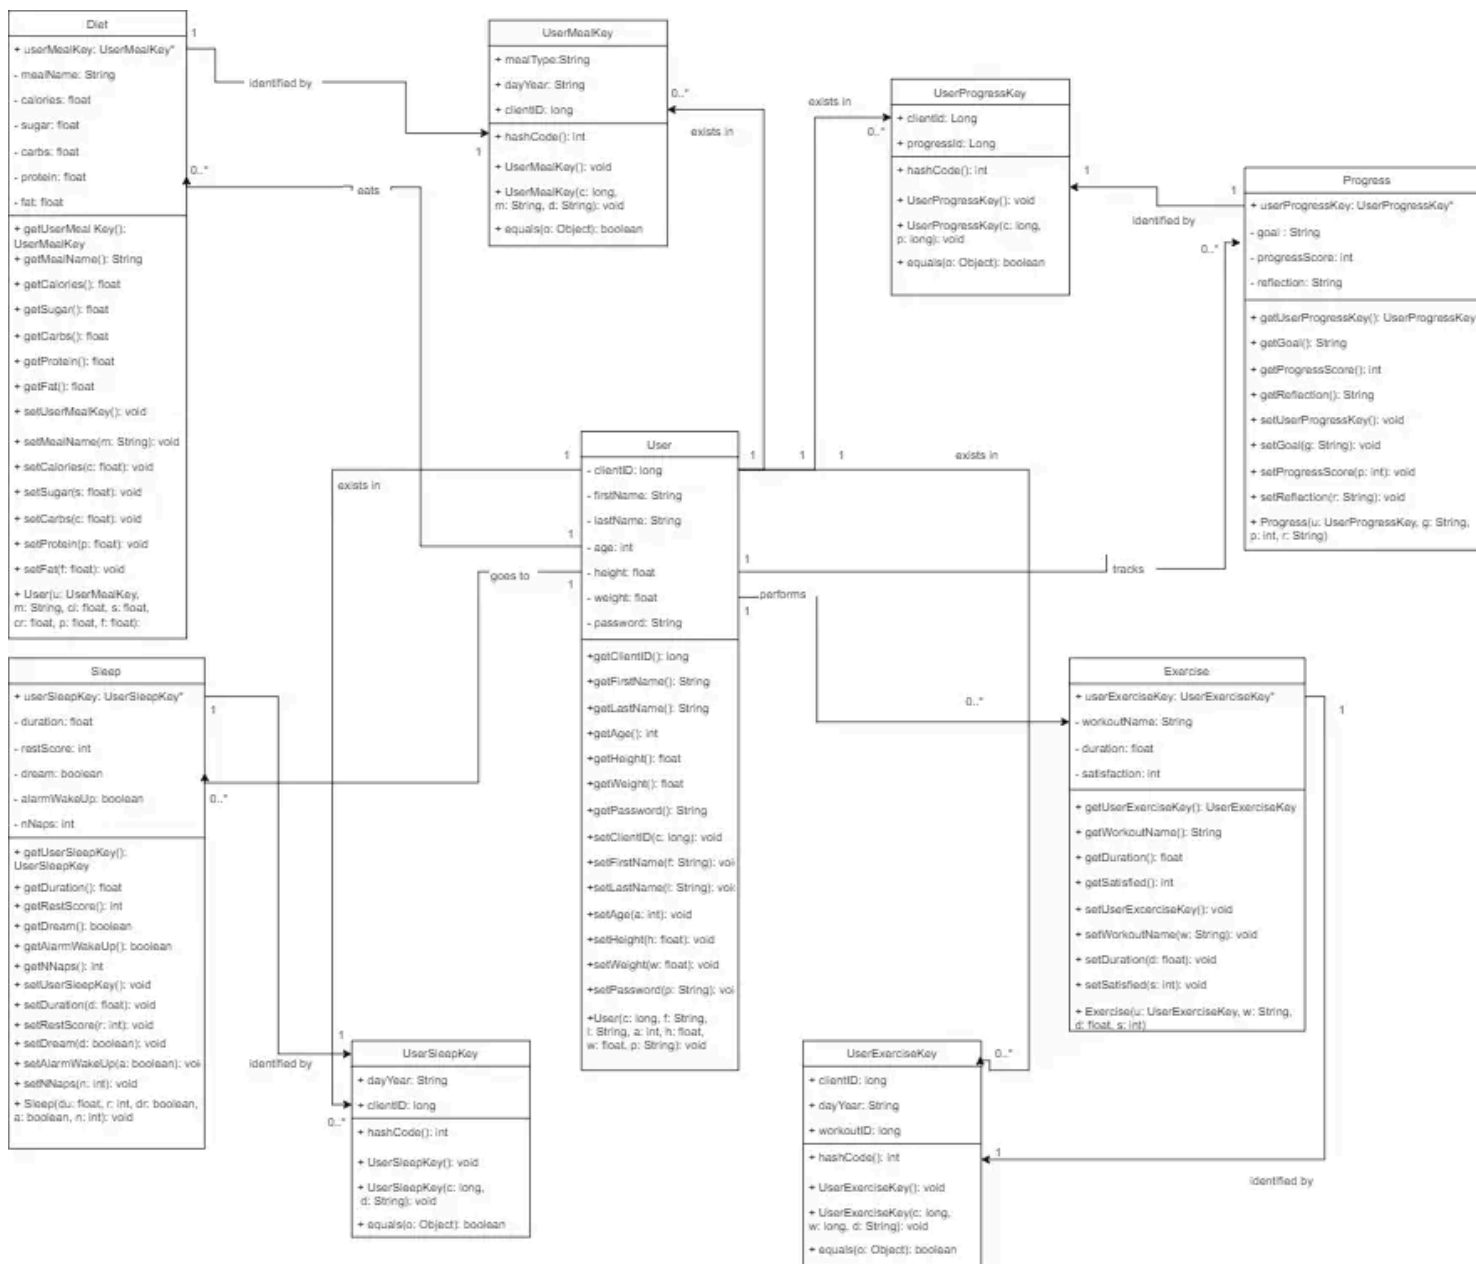 Diet
+ userMealKey: UserMealKey*
- mealName: String
- calories: float
- sugar: float
- carbs: float
- protein: float
- fat: float
+ getUserMeal Key():
UserMealKey
+ getMealName(): String
+ getCalories(): float
+ getSugar(): float
+ getCarbs(): float
+ getProtein(): float
+ getFat(): float
+ setUserMealKey(): void
+ setMealName(m: String): void
+ setCalories(c: float): void
+ setSugar(s: float): void
+ setCarbs(c: float): void
+ setProtein(p: float): void
+ setFat(f: float): void
+ User(u: UserMealKey,
m: String, cl: float, s: float,
cr: float, p: float, f: float):
1
identified by
1
0..*
eats
1
UserMealKey
+ mealType:String
+ dayYear: String
+ clientID: long
+ hashCode(): int
+ UserMealKey(): void
+ UserMealKey(c: long,
m: String, d: String): void
+ equals(o: Object): boolean
0..*
exists in
1
UserProgressKey
+ clientId: Long
+ progressId: Long
+ hashCode(): int
+ UserProgressKey(): void
+ UserProgressKey(c: long,
p: long): void
+ equals(o: Object): boolean
exists in
0..*
1
1
identified by
1
Progress
+ userProgressKey: UserProgressKey*
- goal : String
- progressScore: int
- reflection: String
+ getUserProgressKey(): UserProgressKey
+ getGoal(): String
+ getProgressScore(): int
+ getReflection(): String
+ setUserProgressKey(): void
+ setGoal(g: String): void
+ setProgressScore(p: int): void
+ setReflection(r: String): void
+ Progress(u: UserProgressKey, g: String,
p: int, r: String)
0..*
tracks
1
User
- clientID: long
- firstName: String
- lastName: String
- age: int
- height: float
- weight: float
- password: String
+getClientID(): long
+getFirstName(): String
+getLastName(): String
+getAge(): int
+getHeight(): float
+getWeight(): float
+getPassword(): String
+setClientID(c: long): void
+setFirstName(f: String): voi
+setLastName(l: String): voi
+setAge(a: int): void
+setHeight(h: float): void
+setWeight(w: float): void
+setPassword(p: String): voi
+User(c: long, f: String,
l: String, a: int, h: float,
w: float, p: String): void
1
exists in
1
exists in
goes to
1
performs
1
0..*
Sleep
+ userSleepKey: UserSleepKey*
- duration: float
- restScore: int
- dream: boolean
- alarmWakeUp: boolean
- nNaps: int
+ getUserSleepKey():
UserSleepKey
+ getDuration(): float
+ getRestScore(): int
+ getDream(): boolean
+ getAlarmWakeUp(): boolean
+ getNNaps(): int
+ setUserSleepKey(): void
+ setDuration(d: float): void
+ setRestScore(r: int): void
+ setDream(d: boolean): void
+ setAlarmWakeUp(a: boolean): voi
+ setNNaps(n: int): void
+ Sleep(du: float, r: int, dr: boolean,
a: boolean, n: int): void
1
0..*
1
identified by
0..*
UserSleepKey
+ dayYear: String
+ clientID: long
+ hashCode(): int
+ UserSleepKey(): void
+ UserSleepKey(c: long,
d: String): void
+ equals(o: Object): boolean
Exercise
+ userExerciseKey: UserExerciseKey*
- workoutName: String
- duration: float
- satisfaction: int
+ getUserExerciseKey(): UserExerciseKey
+ getWorkoutName(): String
+ getDuration(): float
+ getSatisfied(): int
+ setUserExcerciseKey(): void
+ setWorkoutName(w: String): void
+ setDuration(d: float): void
+ setSatisfied(s: int): void
+ Exercise(u: UserExerciseKey, w: String,
d: float, s: int)
1
UserExerciseKey
+ clientID: long
+ dayYear: String
+ workoutID: long
+ hashCode(): int
+ UserExerciseKey(): void
+ UserExerciseKey(c: long,
w: long, d: String): void
+ equals(o: Object): boolean
0..*
1
identified by